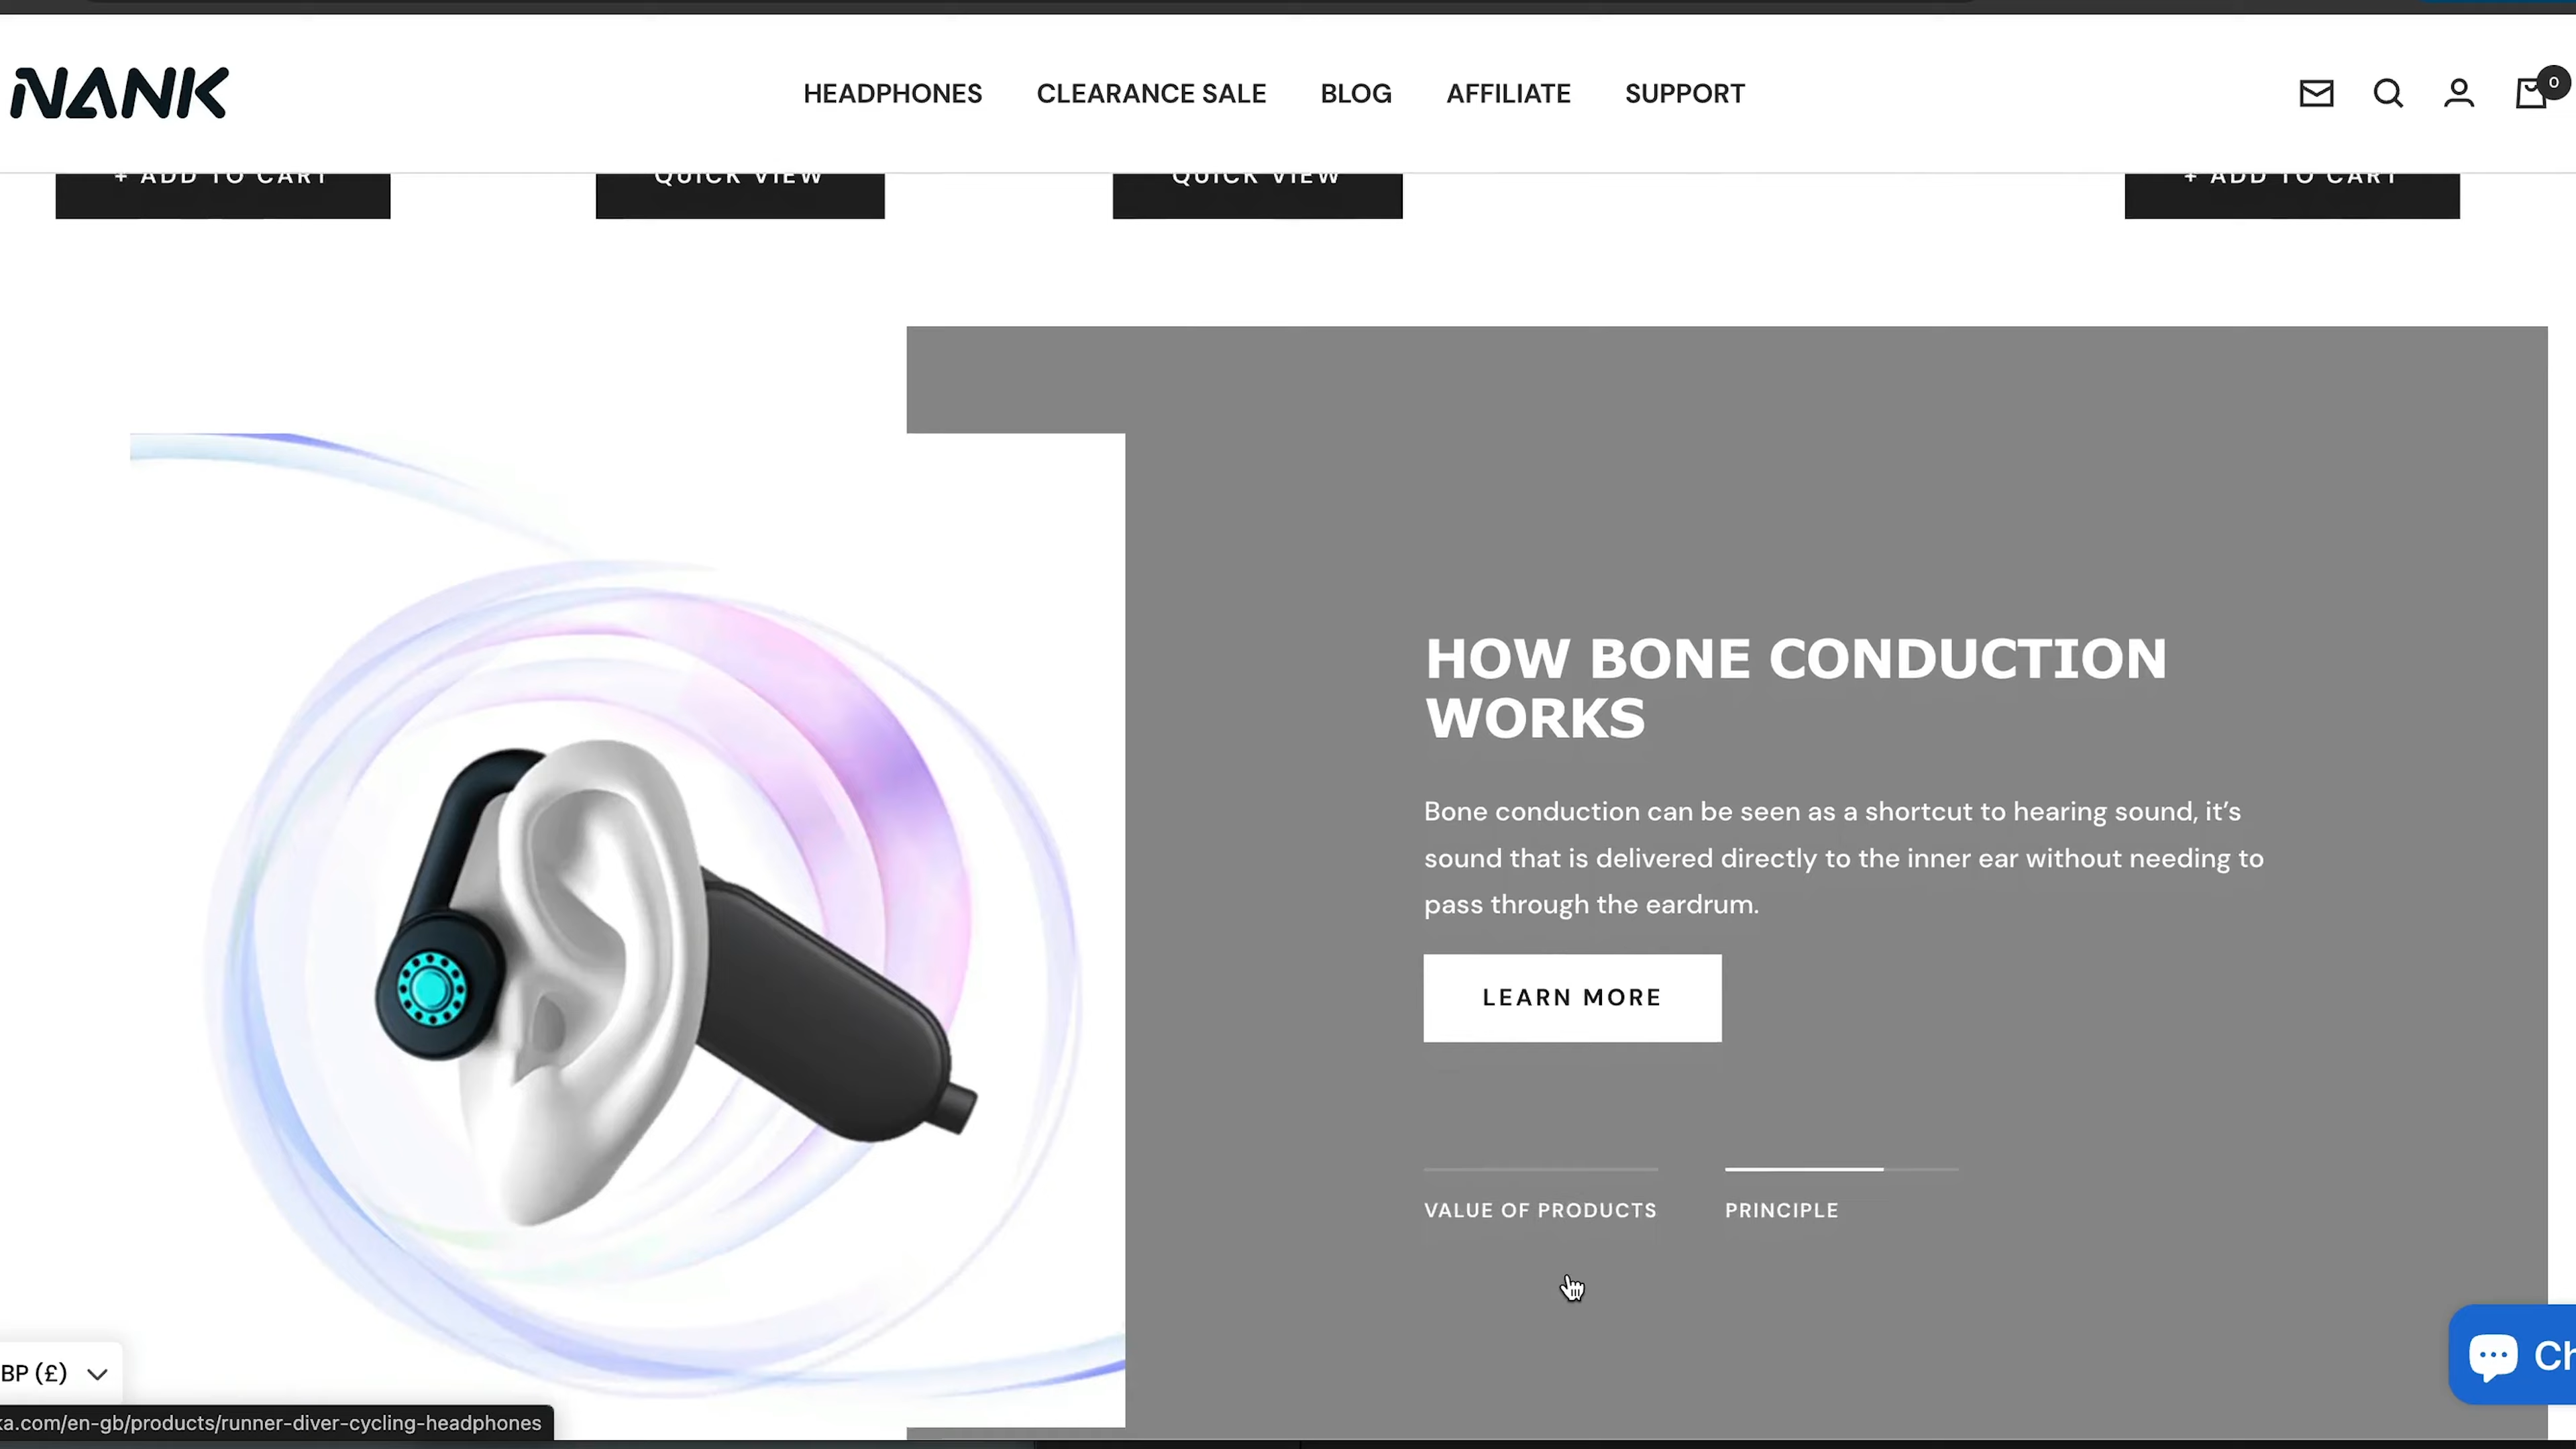 NANK
HEADPHONES CLEARANCE SALE BLOG AFFILIATE SUPPORT
0
+ ADD TO CART QUICK VIEW QUICK VIEW + ADD TO CART
HOW BONE CONDUCTION
WORKS
Bone conduction can be seen as a shortcut to hearing sound, it’s
sound that is delivered directly to the inner ear without needing to
pass through the eardrum.
LEARN MORE
VALUE OF PRODUCTS PRINCIPLE
BP (£)
Ch
ka.com/en-gb/products/runner-diver-cycling-headphones